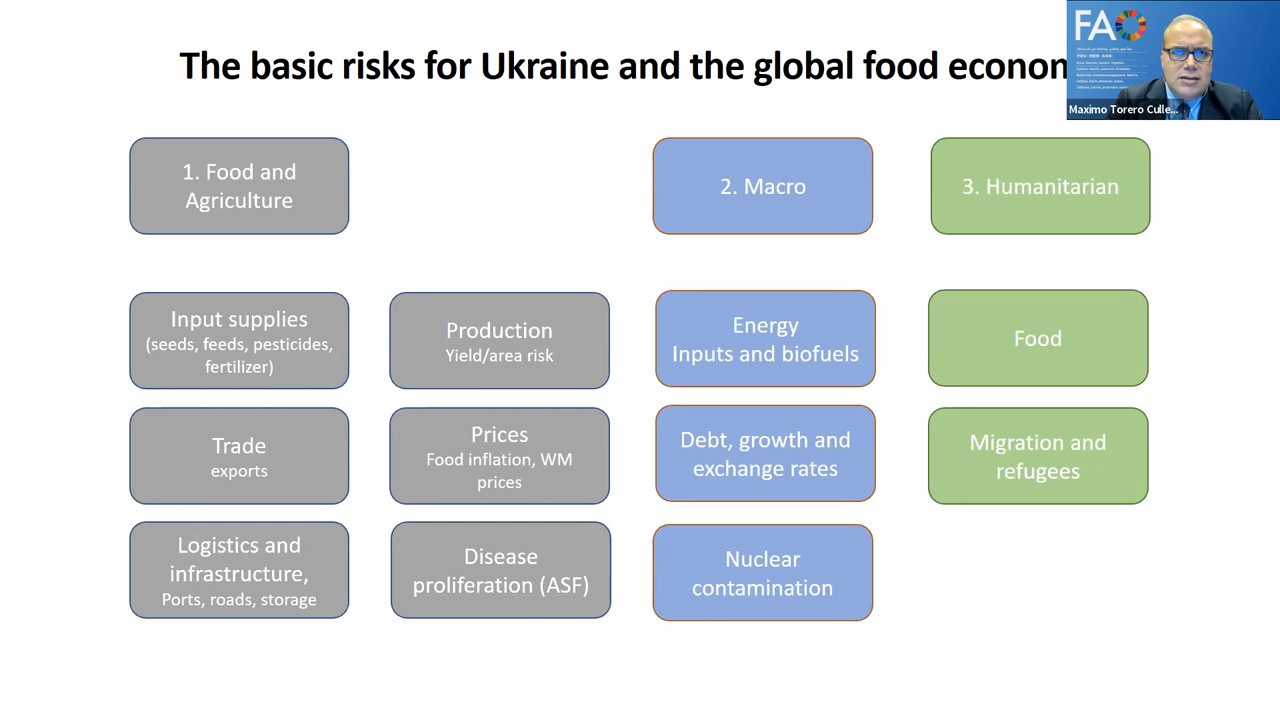 The basic risks for Ukraine and the global food econom
FAO
Maximo Torero Culle...
1. Food and
Agriculture
2. Macro
3. Humanitarian
Input supplies
(seeds, feeds, pesticides,
fertilizer)
Production
Yield/area risk
Energy
Inputs and biofuels
Food
Trade
exports
Prices
Food inflation, WM
prices
Debt, growth and
exchange rates
Migration and
refugees
Logistics and
infrastructure,
Ports, roads, storage
Disease
proliferation (ASF)
Nuclear
contamination